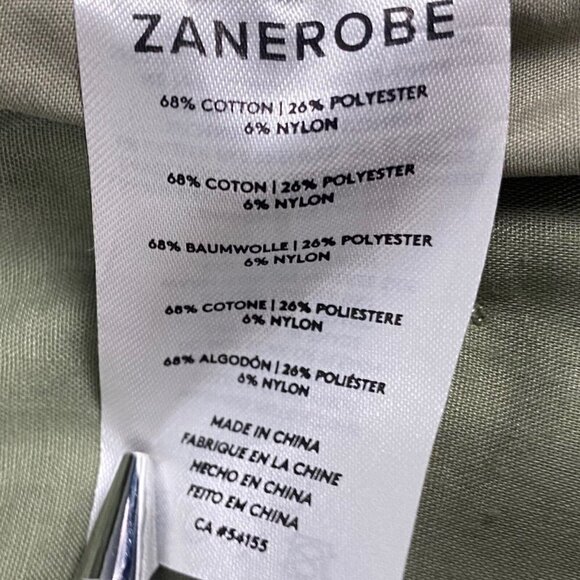 ZANEROBE
68% COTTON | 26% POLYESTER
6% NYLON
68% COTON | 26% POLYESTER
6% NYLON
68% BAUMWOLLE | 26% POLYESTER
6% NYLON
68% COTONE | 26% POLIESTERE
6% NYLON
68% ALGODÓN | 26% POLIÉSTER
6% NYLON
MADE IN CHINA
FABRIQUE EN LA CHINE
HECHO EN CHINA
FEITO EM CHINA
CA #54155